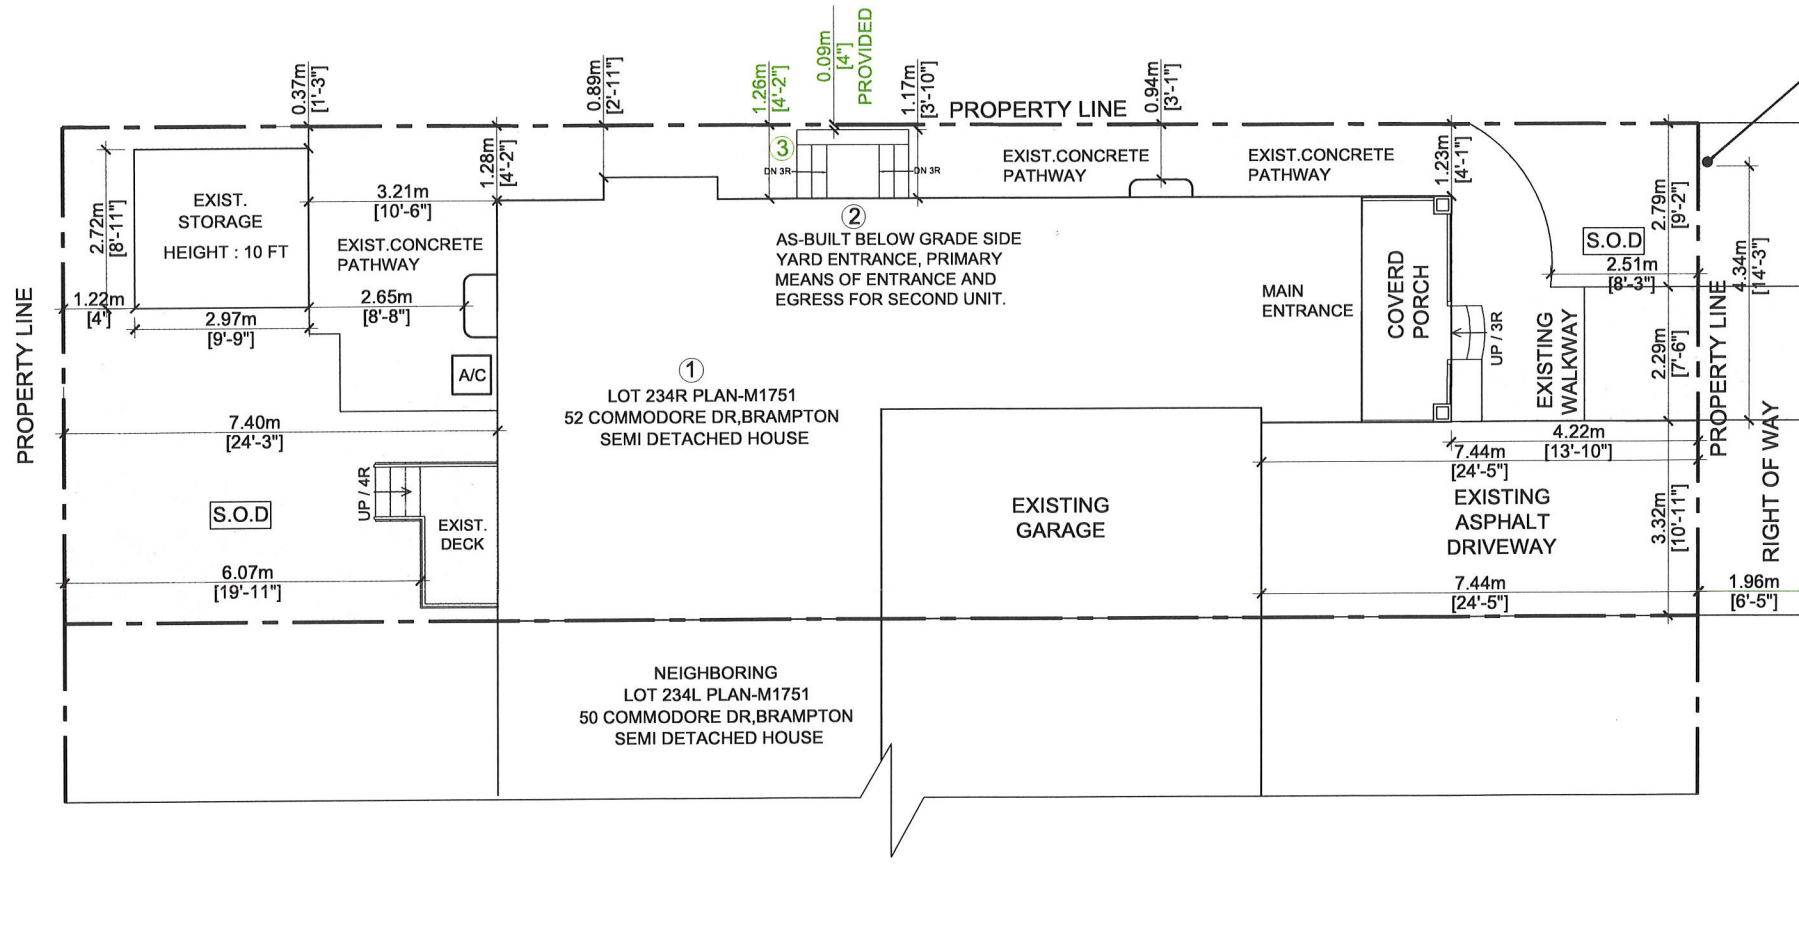 0.37m
[1'-3"]
0.89m
[2'-11"]
1.26m
[4'-2"]
0.09m
[4"]
PROVIDED
1.17m
[3'-10"]
PROPERTY LINE
0.94m
[3'-1"]
1.28m
[4'-2"]
3
DN 3R
DN 3R
EXIST.CONCRETE
PATHWAY
EXIST.CONCRETE
PATHWAY
1.23m
[4'-1"]
2.79m
[9'-2"]
2.72m
[8'-11"]
EXIST.
STORAGE
HEIGHT : 10 FT
3.21m
[10'-6"]
EXIST.CONCRETE
PATHWAY
2
AS-BUILT BELOW GRADE SIDE
YARD ENTRANCE, PRIMARY
MEANS OF ENTRANCE AND
EGRESS FOR SECOND UNIT.
S.O.D
2.51m
[8'-3"]
4.34m
[14'-3"]
MAIN
ENTRANCE
COVERD
PORCH
UP / 3R
EXISTING
WALKWAY
2.29m
[7'-6"]
PROPERTY LINE
PROPERTY LINE
1.22m
[4']
2.65m
[8'-8"]
2.97m
[9'-9"]
A/C
1
LOT 234R PLAN-M1751
52 COMMODORE DR,BRAMPTON
SEMI DETACHED HOUSE
7.40m
[24'-3"]
4.22m
[13'-10"]
7.44m
[24'-5"]
RIGHT OF WAY
UP / 4R
S.O.D
EXIST.
DECK
EXISTING
GARAGE
EXISTING
ASPHALT
DRIVEWAY
3.32m
[10'-11"]
6.07m
[19'-11"]
7.44m
[24'-5"]
1.96m
[6'-5"]
NEIGHBORING
LOT 234L PLAN-M1751
50 COMMODORE DR,BRAMPTON
SEMI DETACHED HOUSE